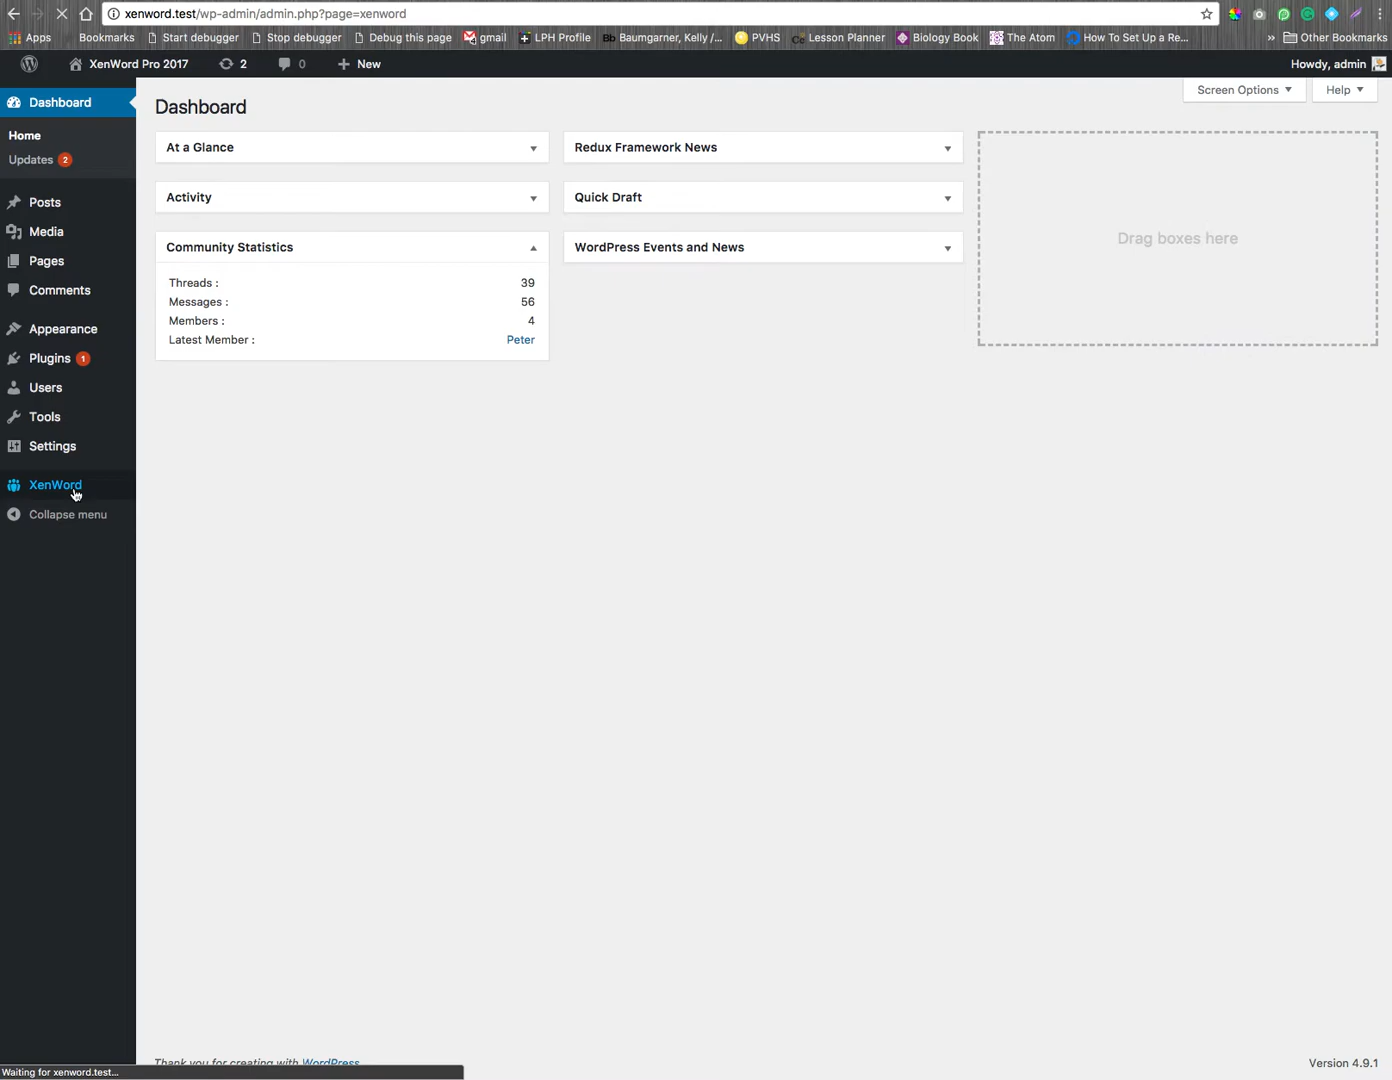 xenword.test/wp-admin/admin.php?page=xenword
Apps Bookmarks Start debugger Stop debugger Debug this page gmail LPH Profile Bb Baumgarner, Kelly /... PVHS Cc Lesson Planner Biology Book The Atom How To Set Up a Re... » Other Bookmarks
XenWord Pro 2017 2 0 + New Howdy, admin
Dashboard
Home
Updates 2
Posts
Media
Pages
Comments
Appearance
Plugins 1
Users
Tools
Settings
XenWord
Collapse menu
Screen Options Help
Dashboard
At a Glance
Activity
Community Statistics
Threads : 39
Messages : 56
Members : 4
Latest Member : Peter
Redux Framework News
Quick Draft
WordPress Events and News
Drag boxes here
Thank you for creating with WordPress
Version 4.9.1
Waiting for xenword.test...